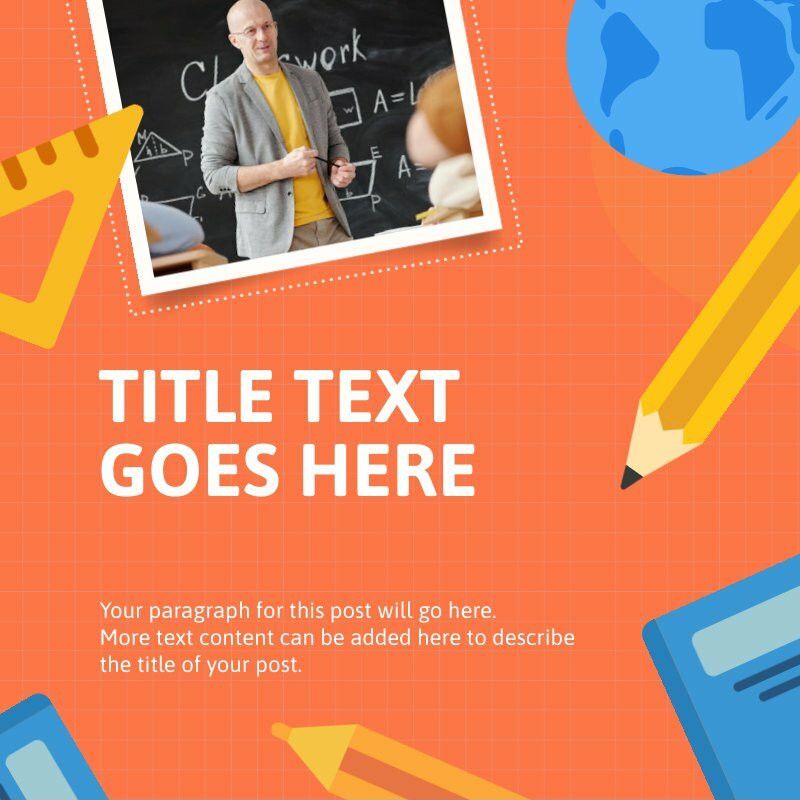 Classwork
A=L
M
D
E
A=
C
P
TITLE TEXT
GOES HERE
Your paragraph for this post will go here.
More text content can be added here to describe
the title of your post.